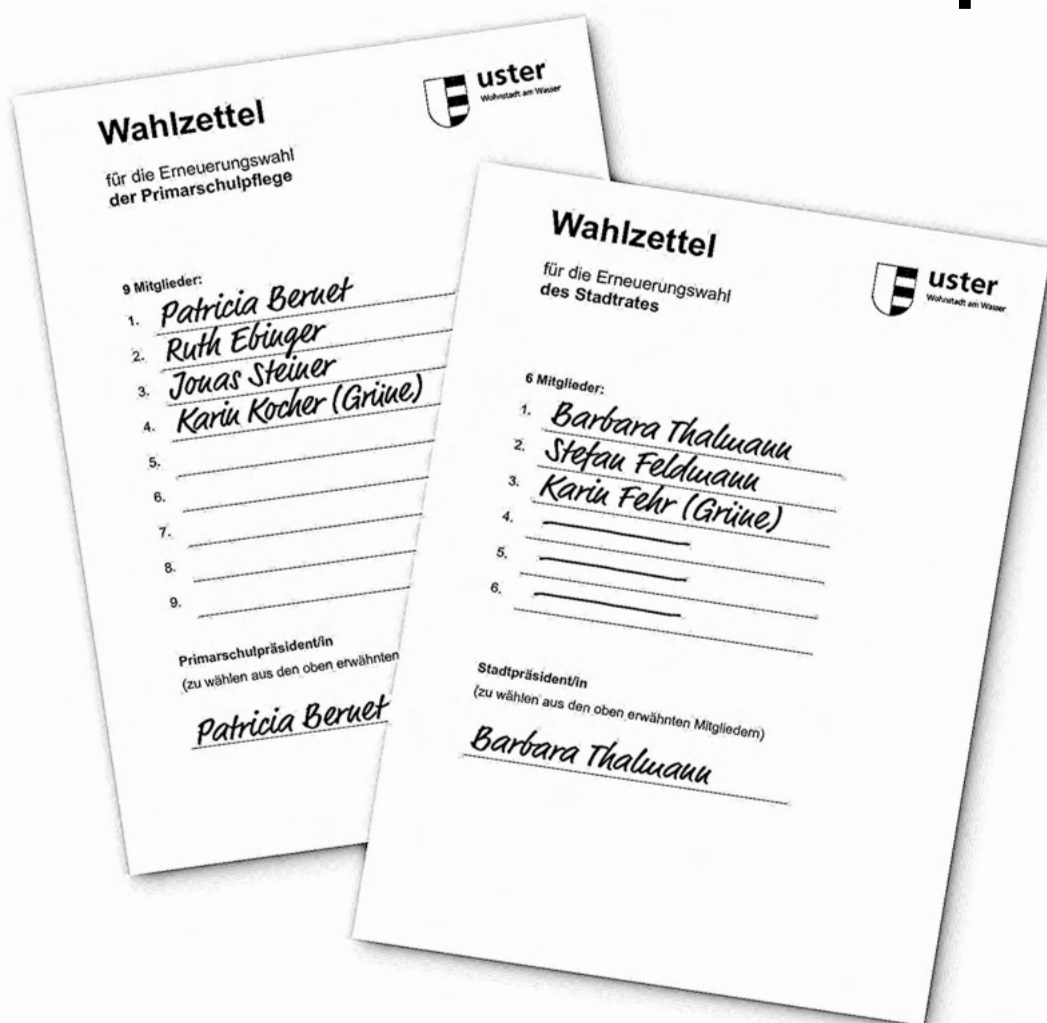 Wahlzettel
uster
Wohnstadt am Wasser
für die Erneuerungswahl
der Primarschulpflege
9 Mitglieder:
1. Patricia Bernet
2. Ruth Ebinger
3. Jonas Steiner
4. Karin Kocher (Grüne)
5.
6.
7.
8.
9.
Primarschulpräsident/in
(zu wählen aus den oben erwähnten
Patricia Bernet
Wahlzettel
uster
Wohnstadt am Wasser
für die Erneuerungswahl
des Stadtrates
6 Mitglieder:
1. Barbara Thalmann
2. Stefan Feldmann
3. Karin Fehr (Grüne)
4.
5.
6.
Stadtpräsident/in
(zu wählen aus den oben erwähnten Mitgliedern)
Barbara Thalmann